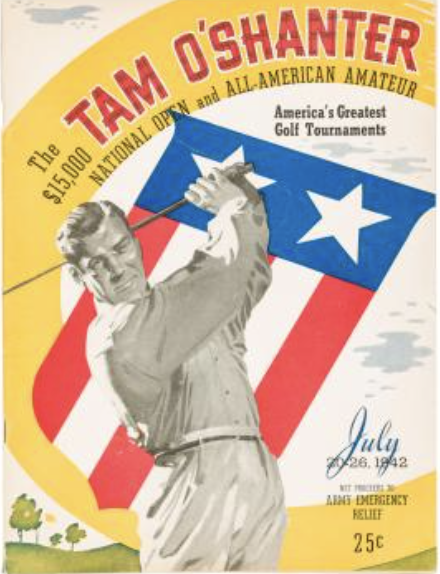 The
$15,000
TAM O'SHANTER
NATIONAL OPEN and ALL-AMERICAN AMATEUR
America's Greatest
Golf Tournaments
July
20-26, 1942
NET PROCEEDS TO
ARMY EMERGENCY
RELIEF
25c